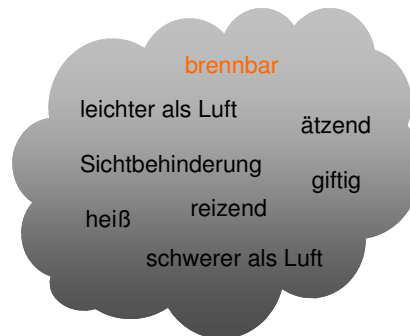 brennbar
leichter als Luft
ätzend
Sichtbehinderung
giftig
reizend
heiß
schwerer als Luft